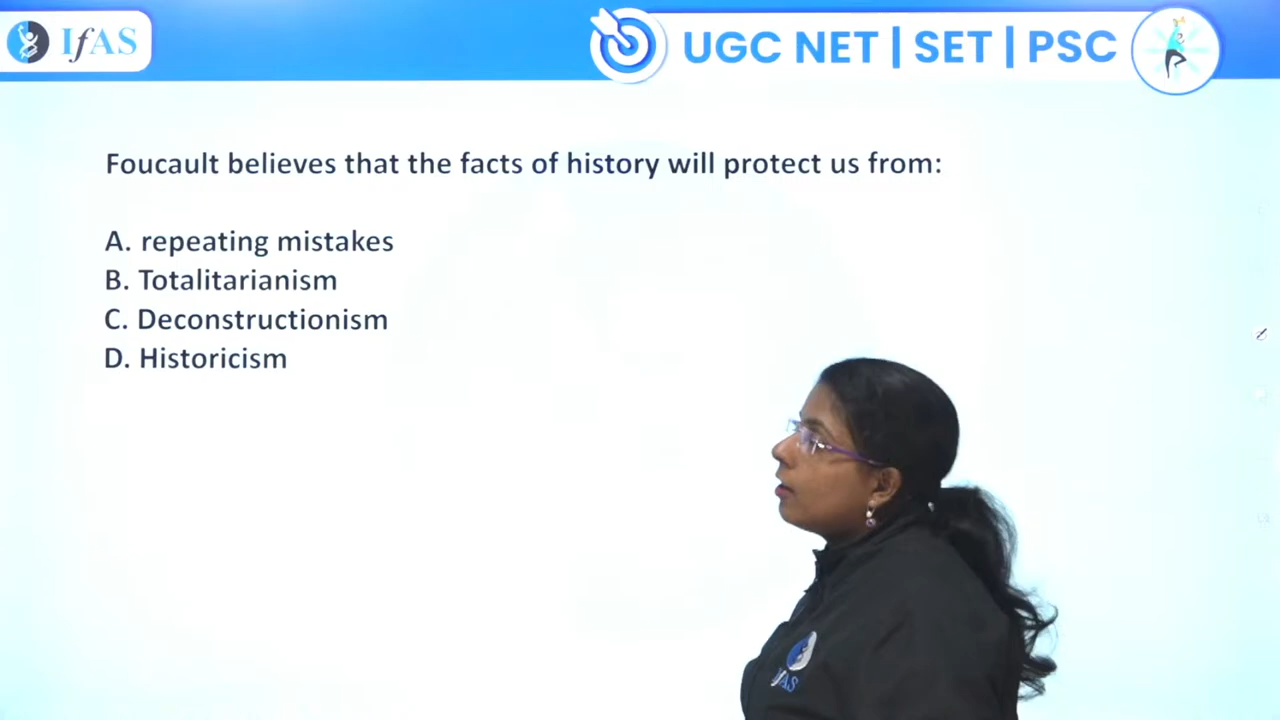 IfAS
UGC NET | SET | PSC
Foucault believes that the facts of history will protect us from:
A. repeating mistakes
B. Totalitarianism
C. Deconstructionism
D. Historicism
IfAS